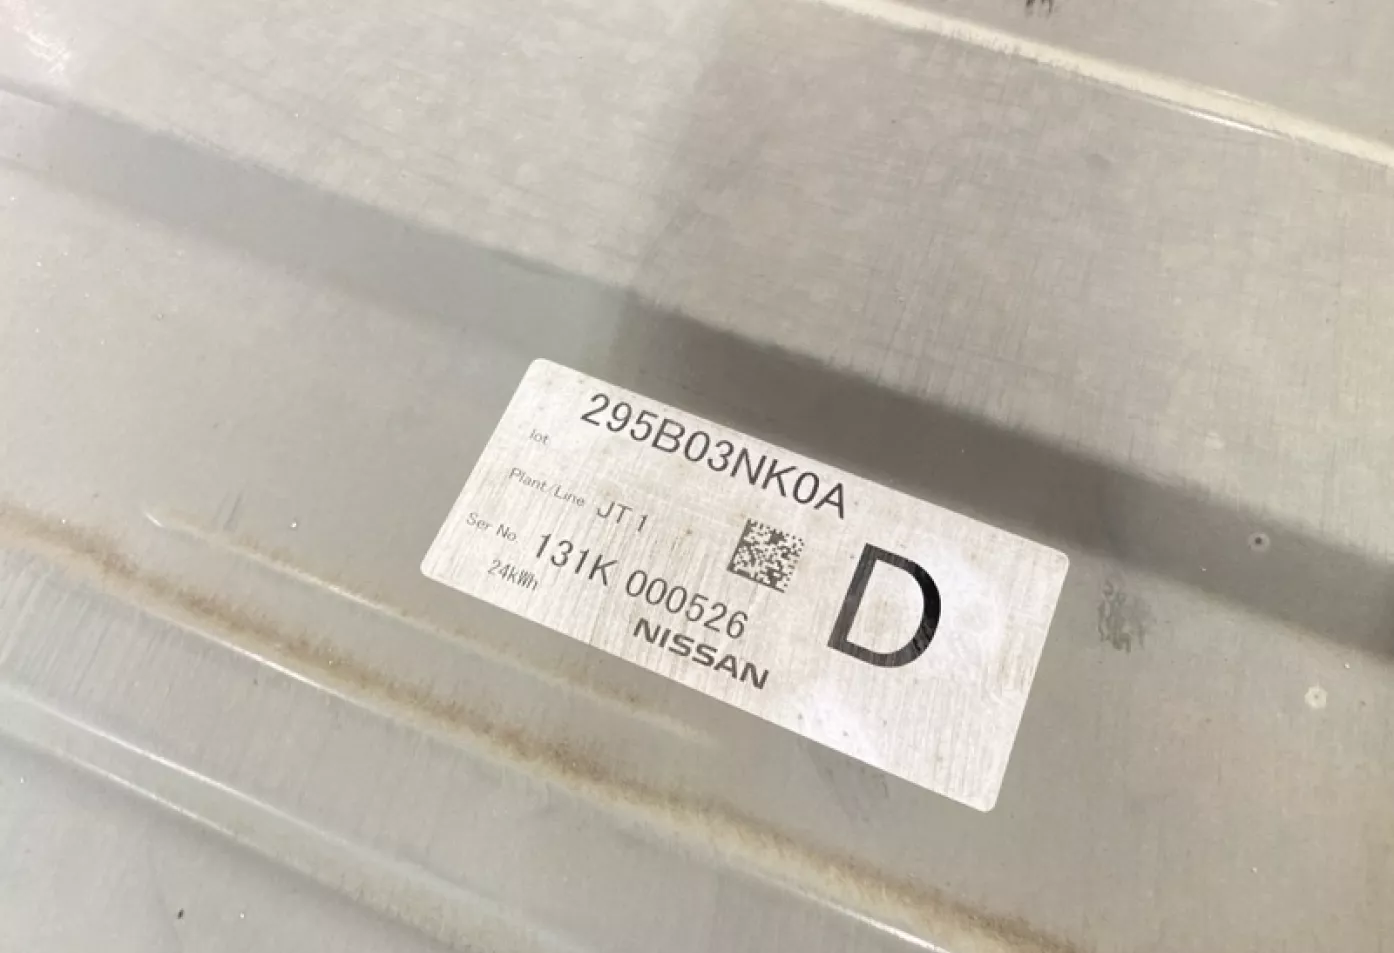 295B03NK0A
lot
Plant/Line JT1
Ser No. 131K 000526
24kWh
NISSAN
D